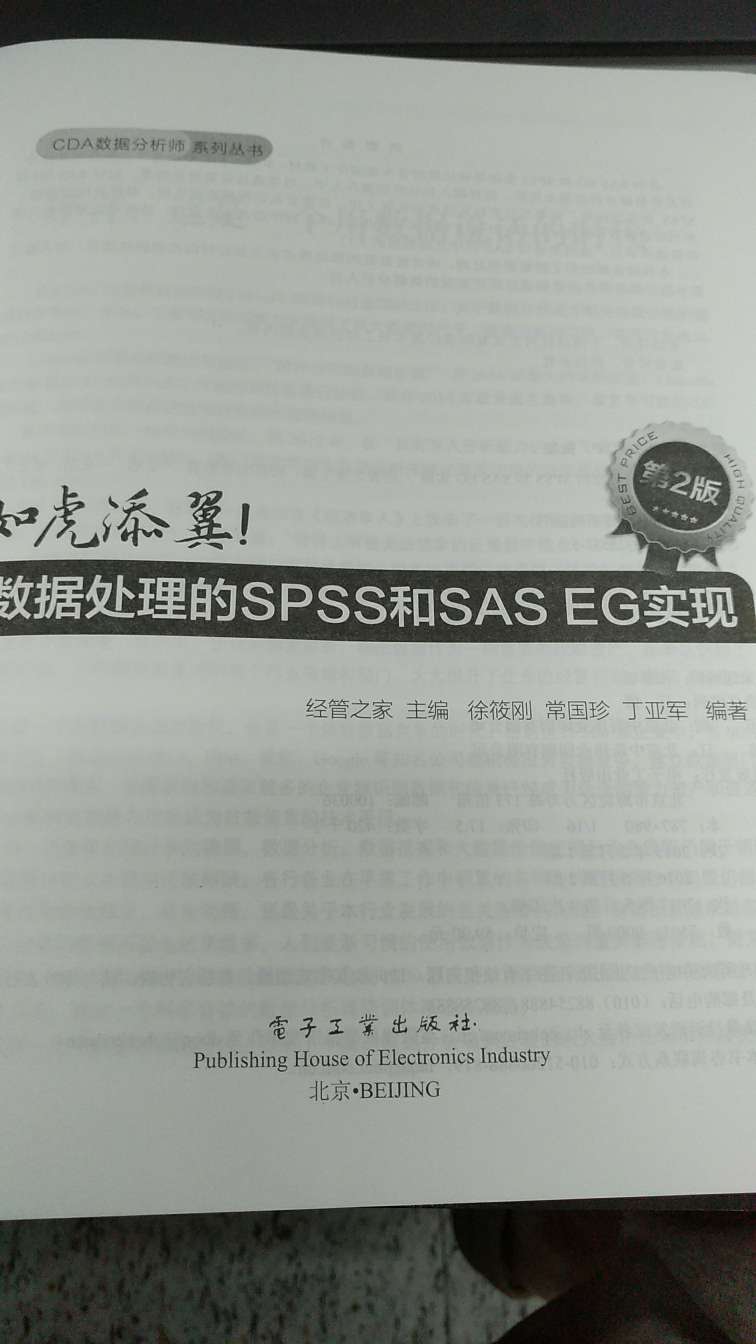 CDA数据分析师 系列丛书
BEST PRICE
HIGH QUALITY
第2版
如虎添翼!
数据处理的SPSS和SAS EG实现
经管之家 主编 徐筱刚 常国珍 丁亚军 编著
電子工業出版社.
Publishing House of Electronics Industry
北京•BEIJING